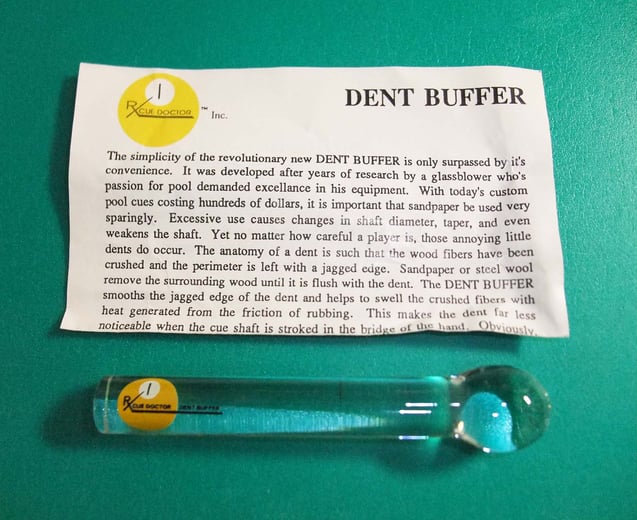 1
Rx CUE DOCTOR ™ Inc.
DENT BUFFER
The simplicity of the revolutionary new DENT BUFFER is only surpassed by it's
convenience. It was developed after years of research by a glassblower who's
passion for pool demanded excellence in his equipment. With today's custom
pool cues costing hundreds of dollars, it is important that sandpaper be used very
sparingly. Excessive use causes changes in shaft diameter, taper, and even
weakens the shaft. Yet no matter how careful a player is, those annoying little
dents do occur. The anatomy of a dent is such that the wood fibers have been
crushed and the perimeter is left with a jagged edge. Sandpaper or steel wool
remove the surrounding wood until it is flush with the dent. The DENT BUFFER
smooths the jagged edge of the dent and helps to swell the crushed fibers with
heat generated from the friction of rubbing. This makes the dent far less
noticeable when the cue shaft is stroked in the bridge of the hand. Obviously,
1
Rx CUE DOCTOR DENT BUFFER